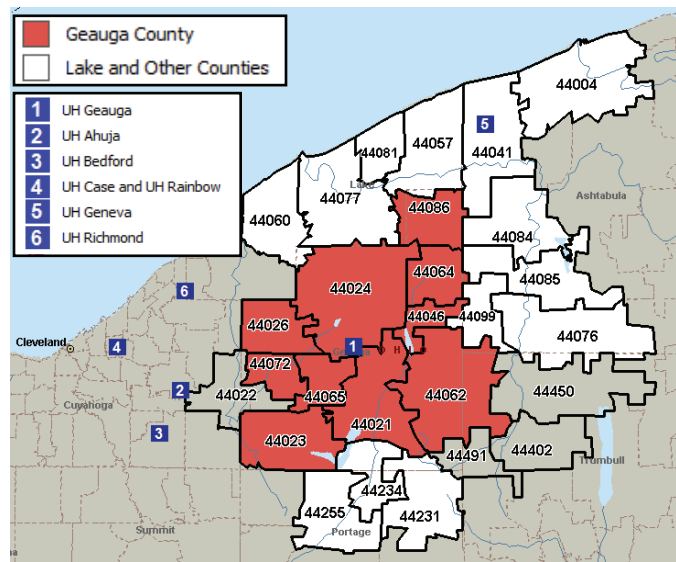 Geauga County
Lake and Other Counties
1 UH Geauga
2 UH Ahuja
3 UH Bedford
4 UH Case and UH Rainbow
5 UH Geneva
6 UH Richmond
44004
5
44057
44081
44041
Lake
44077
44086
Ashtabula
44060
44084
44064
44024
44085
6
44026
44046
44099
44076
Cleveland
4
1
O H I O
44072
44062
2
44022
44065
44450
Cuyahoga
44021
3
44023
44402
44491
Trumbull
44234
44255
44231
Summit
Portage